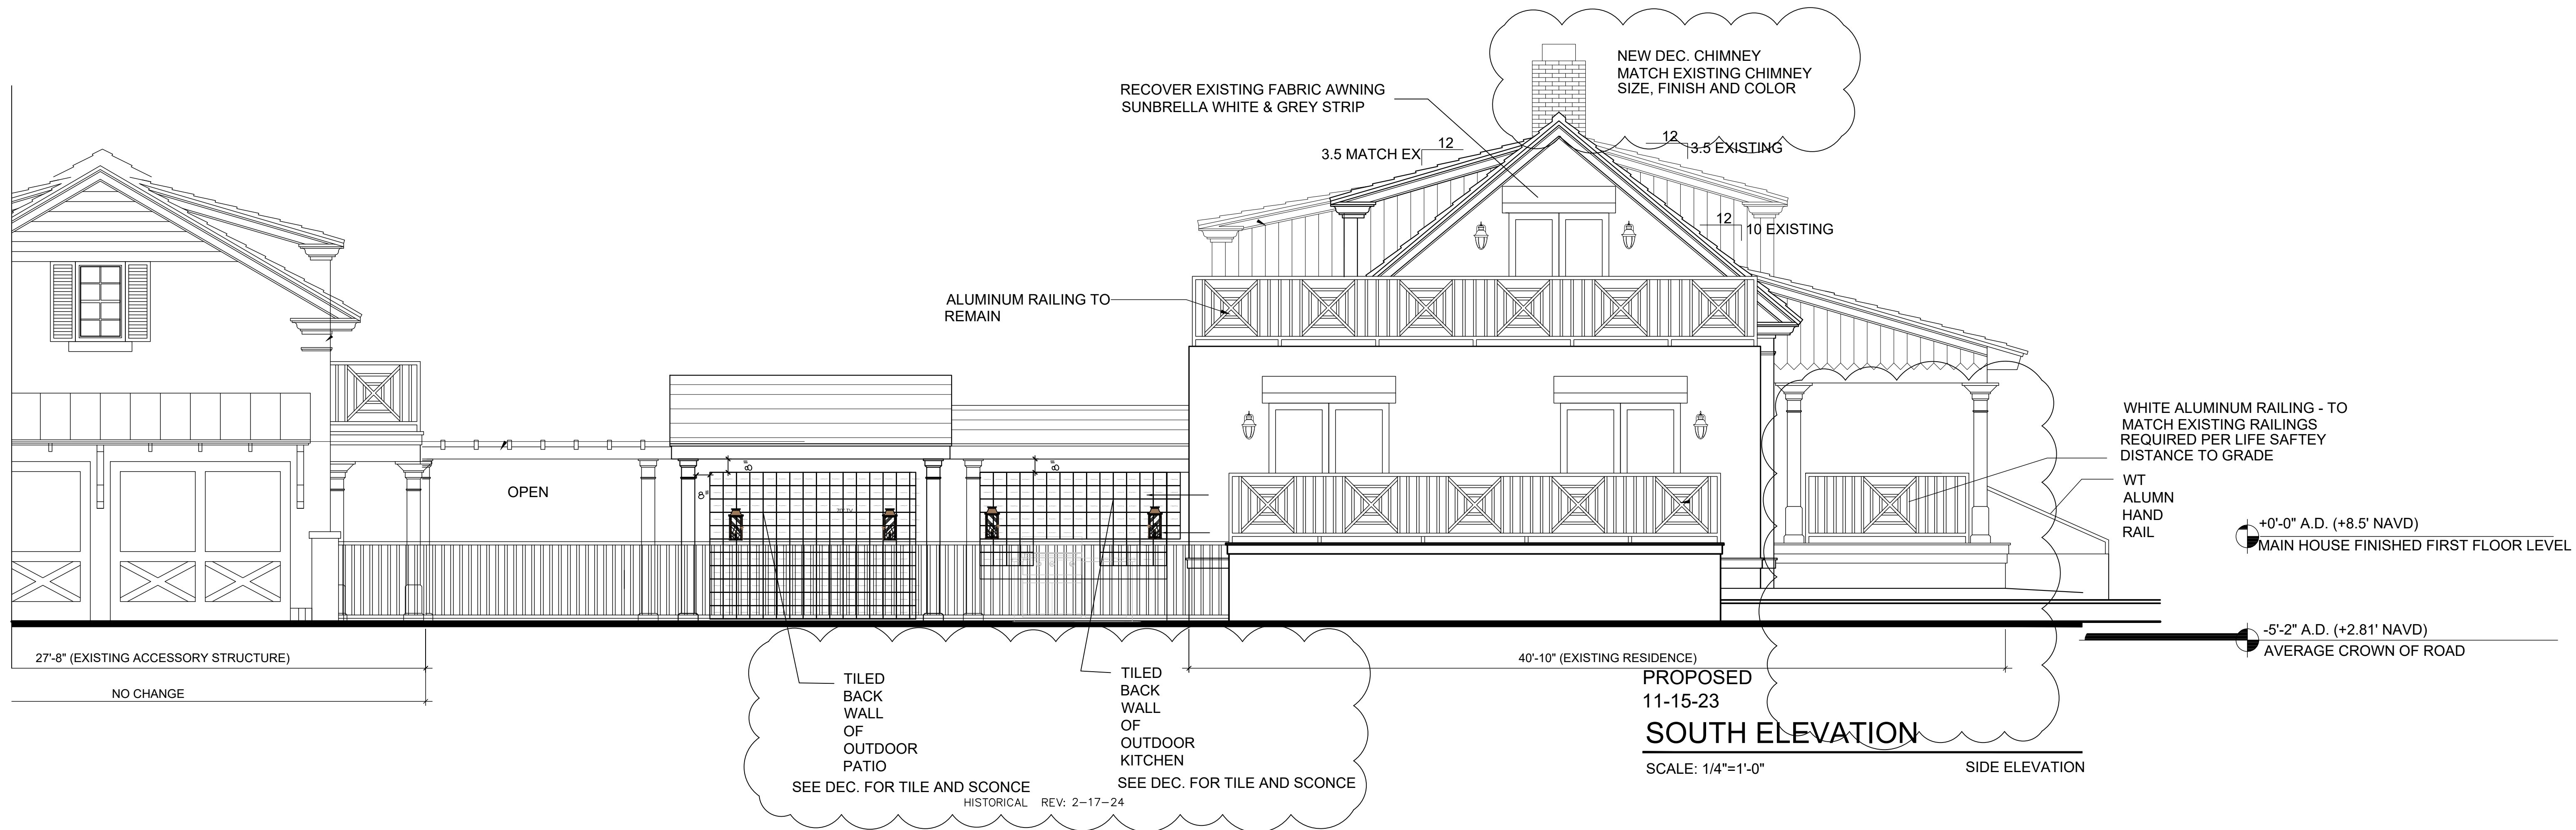 NEW DEC. CHIMNEY
MATCH EXISTING CHIMNEY
SIZE, FINISH AND COLOR
RECOVER EXISTING FABRIC AWNING
SUNBRELLA WHITE & GREY STRIP
12
3.5 MATCH EX
12
3.5 EXISTING
12
10 EXISTING
ALUMINUM RAILING TO
REMAIN
WHITE ALUMINUM RAILING - TO
MATCH EXISTING RAILINGS
REQUIRED PER LIFE SAFTEY
DISTANCE TO GRADE
WT
ALUMN
HAND
RAIL
OPEN
8"
8"
8"
+0'-0" A.D. (+8.5' NAVD)
MAIN HOUSE FINISHED FIRST FLOOR LEVEL
-5'-2" A.D. (+2.81' NAVD)
AVERAGE CROWN OF ROAD
27'-8" (EXISTING ACCESSORY STRUCTURE)
NO CHANGE
40'-10" (EXISTING RESIDENCE)
TILED
BACK
WALL
OF
OUTDOOR
PATIO
SEE DEC. FOR TILE AND SCONCE
TILED
BACK
WALL
OF
OUTDOOR
KITCHEN
SEE DEC. FOR TILE AND SCONCE
HISTORICAL REV: 2-17-24
PROPOSED
11-15-23
SOUTH ELEVATION
SCALE: 1/4"=1'-0"
SIDE ELEVATION